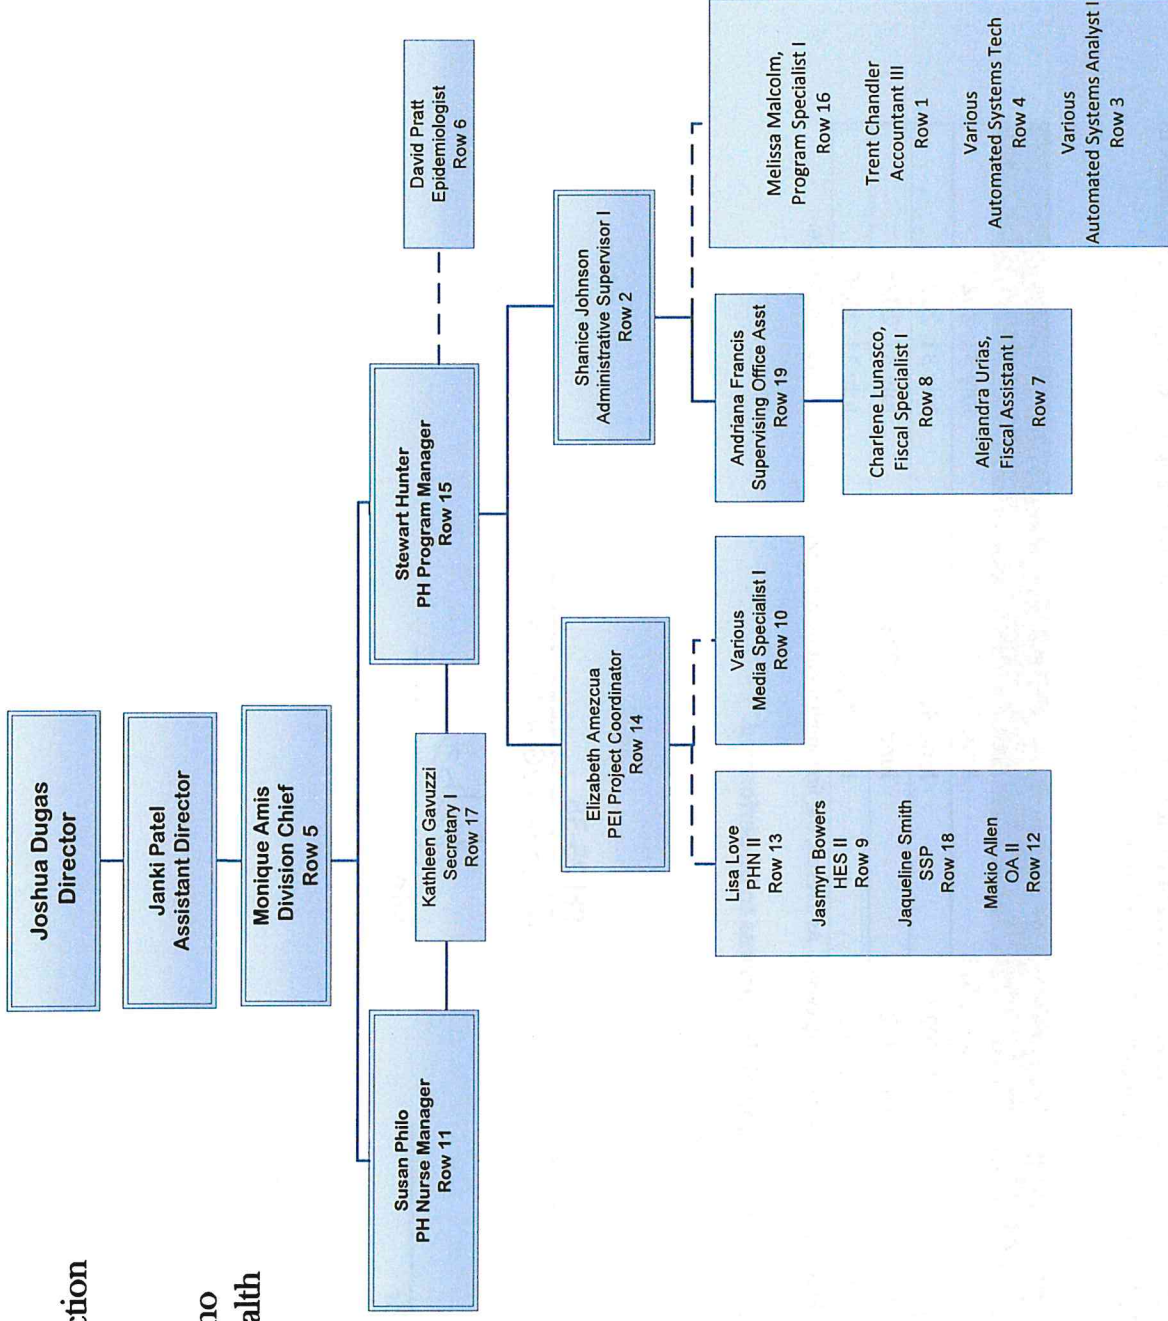 ction
no
alth
Joshua Dugas
Director
Janki Patel
Assistant Director
Monique Amis
Division Chief
Row 5
Susan Philo
PH Nurse Manager
Row 11
Kathleen Gavuzzi
Secretary I
Row 17
Stewart Hunter
PH Program Manager
Row 15
David Pratt
Epidemiologist
Row 6
Elizabeth Amezcua
PEI Project Coordinator
Row 14
Shanice Johnson
Administrative Supervisor I
Row 2
Lisa Love
PHN II
Row 13
Jasmyn Bowers
HES II
Row 9
Jaqueline Smith
SSP
Row 18
Makio Allen
OA II
Row 12
Various
Media Specialist I
Row 10
Andriana Francis
Supervising Office Asst
Row 19
Charlene Lunasco,
Fiscal Specialist I
Row 8
Alejandra Urias,
Fiscal Assistant I
Row 7
Melissa Malcolm,
Program Specialist I
Row 16
Trent Chandler
Accountant III
Row 1
Various
Automated Systems Tech
Row 4
Various
Automated Systems Analyst I
Row 3